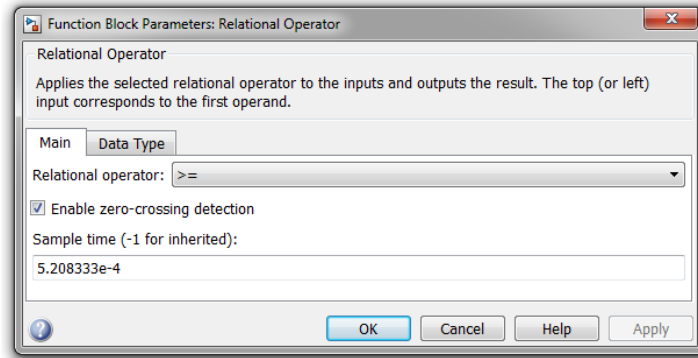 Function Block Parameters: Relational Operator
Relational Operator
Applies the selected relational operator to the inputs and outputs the result. The top (or left)
input corresponds to the first operand.
Main Data Type
Relational operator: >=
Enable zero-crossing detection
Sample time (-1 for inherited):
5.208333e-4
OK Cancel Help Apply